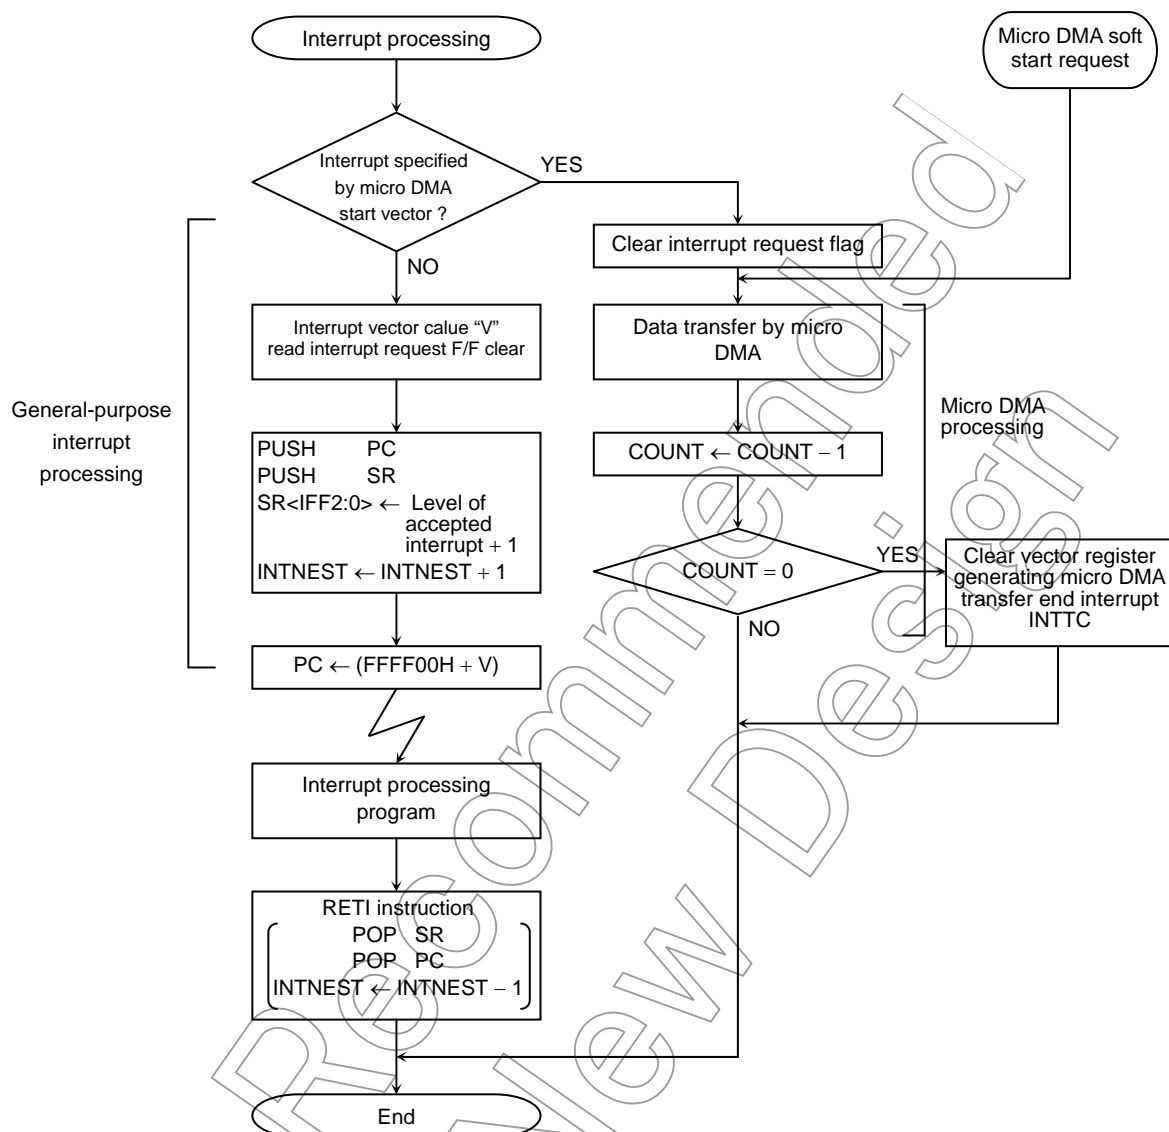 Interrupt processing
Micro DMA soft
start request
Interrupt specified
by micro DMA
start vector ?
YES
NO
Clear interrupt request flag
Interrupt vector calue “V”
read interrupt request F/F clear
Data transfer by micro
DMA
General-purpose
interrupt
processing
Micro DMA
processing
PUSH PC
PUSH SR
SR<IFF2:0> ← Level of
accepted
interrupt + 1
INTNEST ← INTNEST + 1
COUNT ← COUNT − 1
COUNT = 0
YES
NO
Clear vector register
generating micro DMA
transfer end interrupt
INTTC
PC ← (FFFF00H + V)
Interrupt processing
program
RETI instruction
POP SR
POP PC
INTNEST ← INTNEST − 1
End
Recommended
New Design